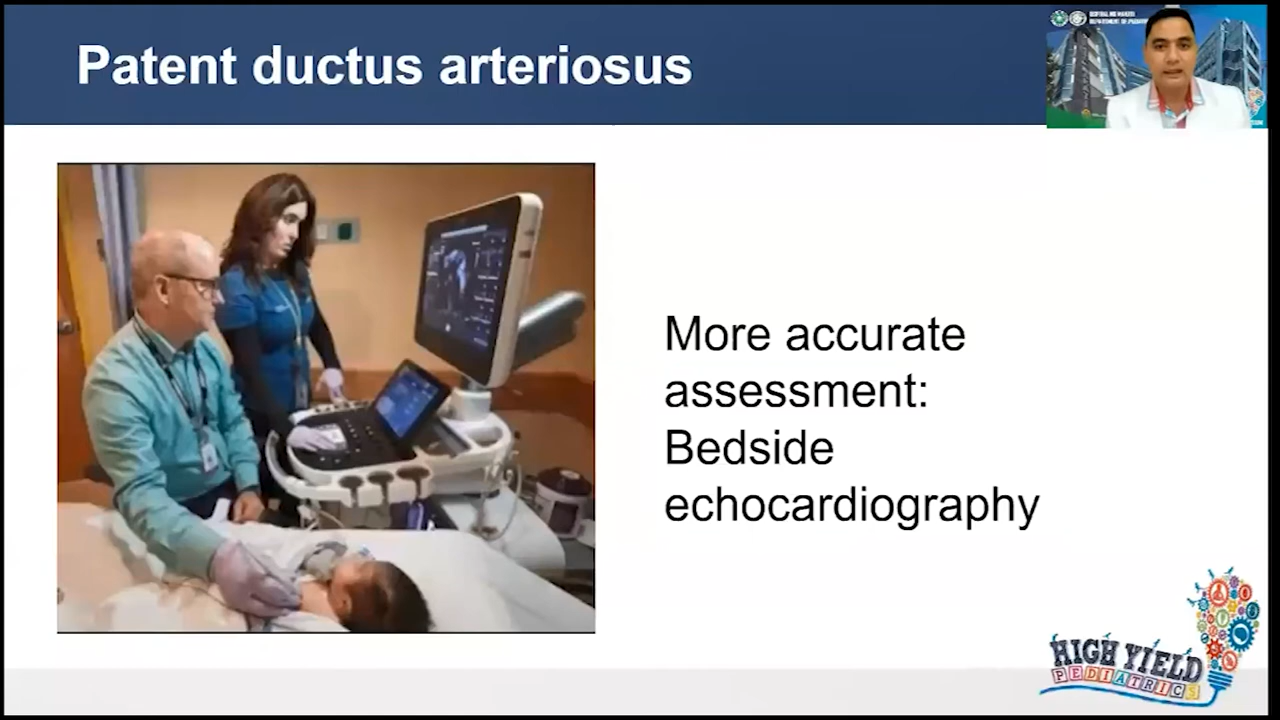 Patent ductus arteriosus
More accurate
assessment:
Bedside
echocardiography
HIGH YIELD
PEDIATRICS